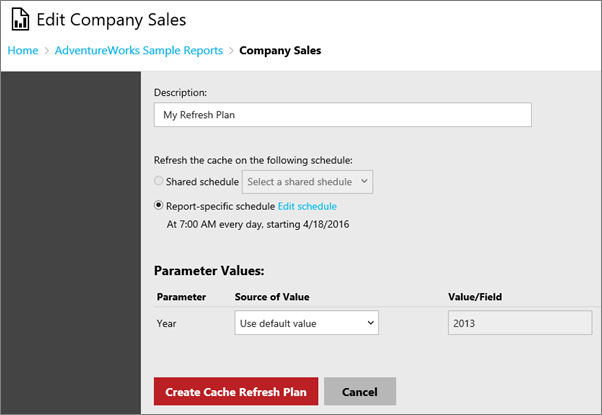 Edit Company Sales
Home > AdventureWorks Sample Reports > Company Sales
Description:
My Refresh Plan
Refresh the cache on the following schedule:
Shared schedule Select a shared shedule
Report-specific schedule Edit schedule
At 7:00 AM every day, starting 4/18/2016
Parameter Values:
Parameter Source of Value Value/Field
Year Use default value 2013
Create Cache Refresh Plan Cancel